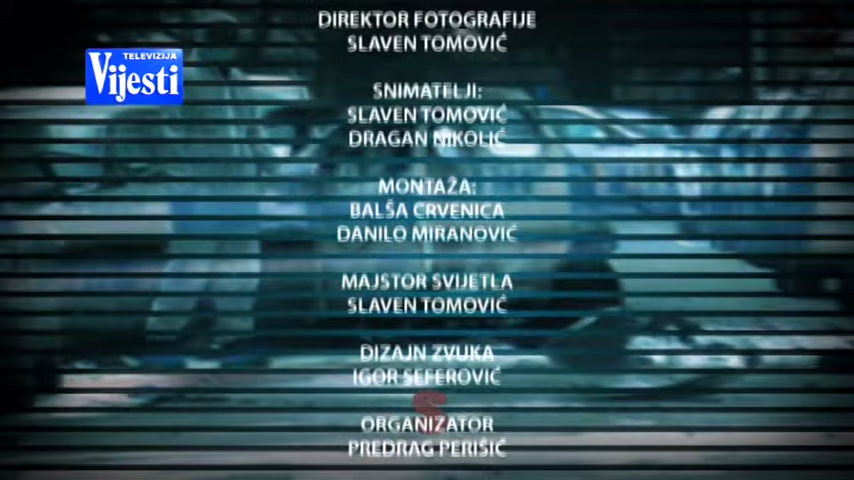 DIREKTOR FOTOGRAFIJE
SLAVEN TOMOVIĆ
TELEVIZIJA
Vijesti
SNIMATELJI:
SLAVEN TOMOVIĆ
DRAGAN NIKOLIĆ
MONTAŽA:
BALŠA CRVENICA
DANILO MIRANOVIĆ
MAJSTOR SVIJETLA
SLAVEN TOMOVIĆ
DIZAJN ZVUKA
IGOR SEFEROVIĆ
S
ORGANIZATOR
PREDRAG PERIŠIĆ